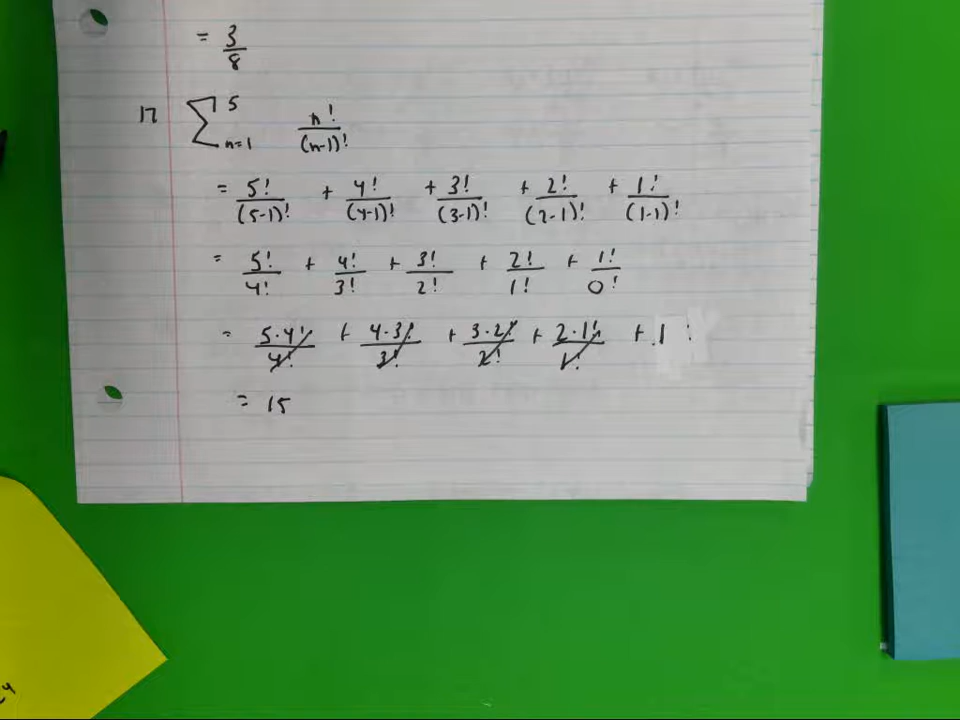 = 3/8
17 ∑ 5 n=1 n!/(n-1)!
= 5!/(5-1)! + 4!/(4-1)! + 3!/(3-1)! + 2!/(2-1)! + 1!/(1-1)!
= 5!/4! + 4!/3! + 3!/2! + 2!/1! + 1!/0!
= 5·4!/4! + 4·3!/3! + 3·2!/2! + 2·1!/1! + 1
= 15